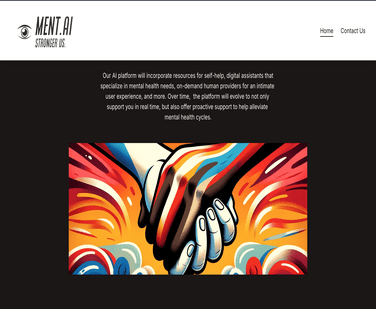 MENT.AI
STRONGER US.
Home Contact Us
Our AI platform will incorporate resources for self-help, digital assistants that
specialize in mental health needs, on-demand human providers for an intimate
user experience, and more. Over time, the platform will evolve to not only
support you in real time, but also offer proactive support to help alleviate
mental health cycles.